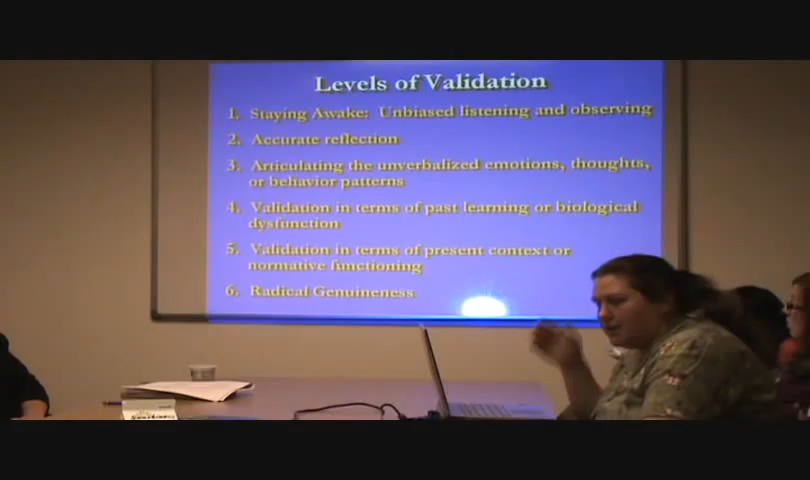 Levels of Validation
1. Staying Awake: Unbiased listening and observing
2. Accurate reflection
3. Articulating the unverbalized emotions, thoughts,
or behavior patterns
4. Validation in terms of past learning or biological
dysfunction
5. Validation in terms of present context or
normative functioning
6. Radical Genuineness